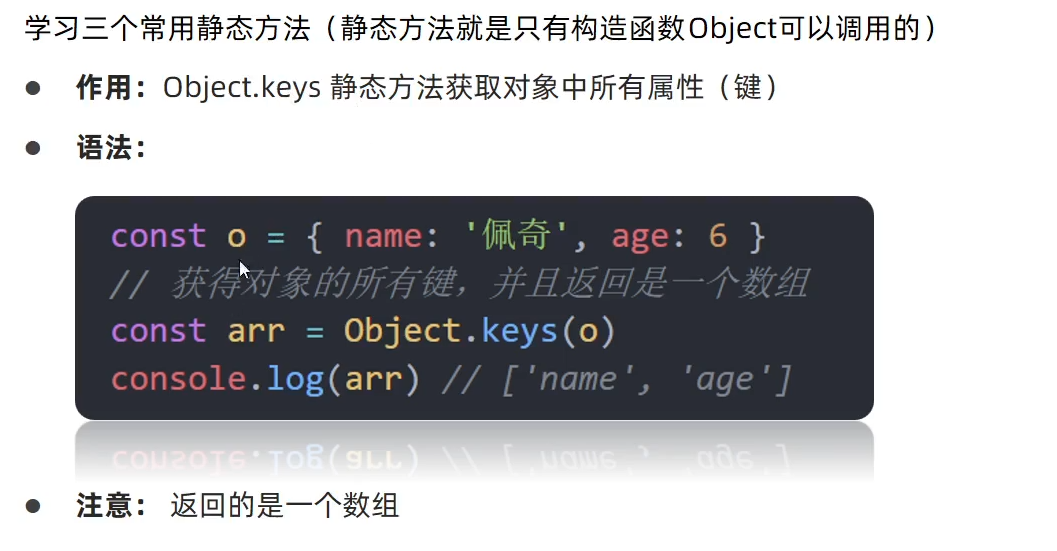 学习三个常用静态方法（静态方法就是只有构造函数Object可以调用的）
● 作用：Object.keys 静态方法获取对象中所有属性（键）
● 语法：
const o = { name: '佩奇', age: 6 }
// 获得对象的所有键，并且返回是一个数组
const arr = Object.keys(o)
console.log(arr) // ['name', 'age']
● 注意： 返回的是一个数组